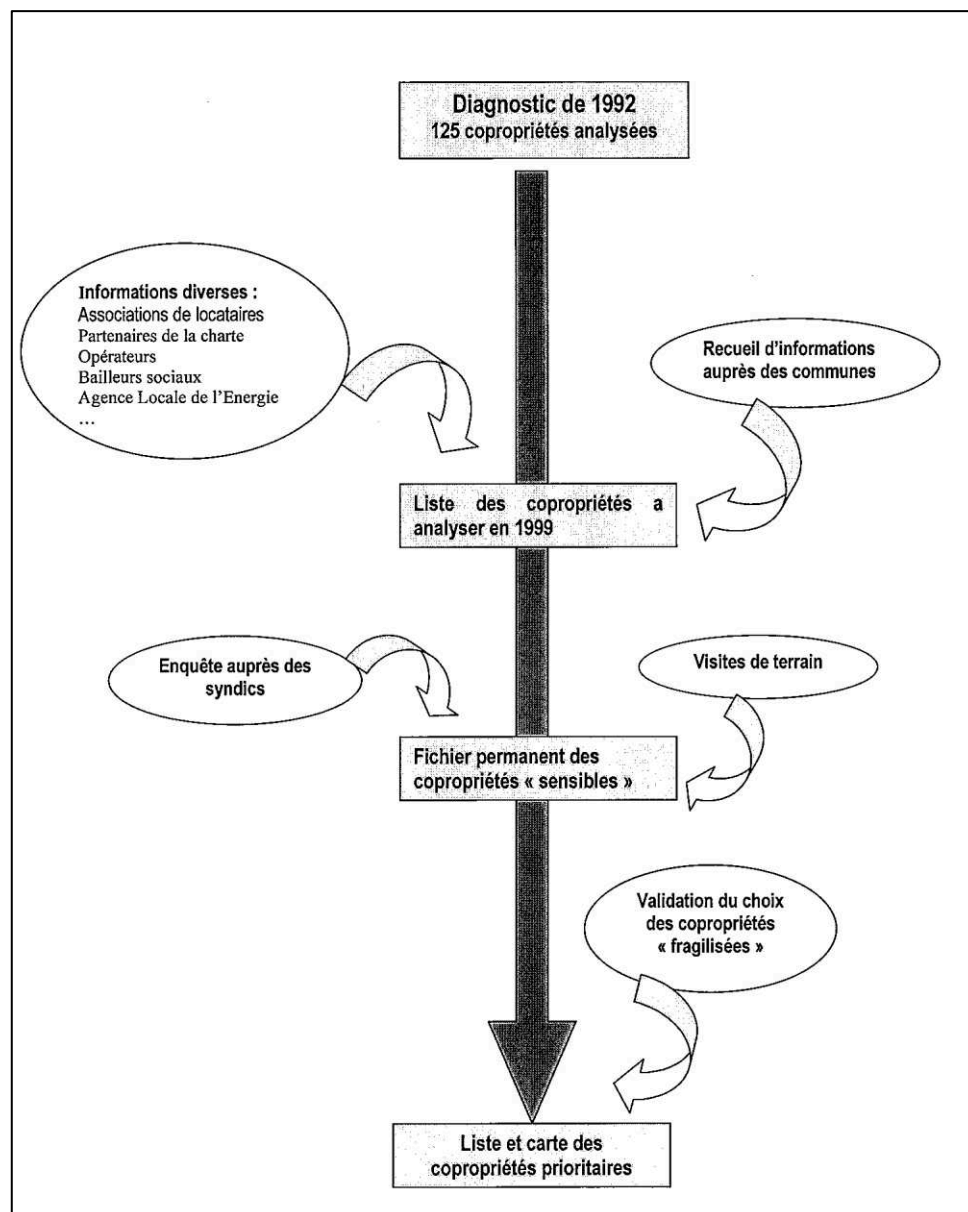 Diagnostic de 1992
125 copropriétés analysées
Informations diverses :
Associations de locataires
Partenaires de la charte
Opérateurs
Bailleurs sociaux
Agence Locale de l'Energie
…
Recueil d'informations
auprès des communes
Liste des copropriétés a
analyser en 1999
Enquête auprès des
syndics
Visites de terrain
Fichier permanent des
copropriétés « sensibles »
Validation du choix
des copropriétés
« fragilisées »
Liste et carte des
copropriétés prioritaires